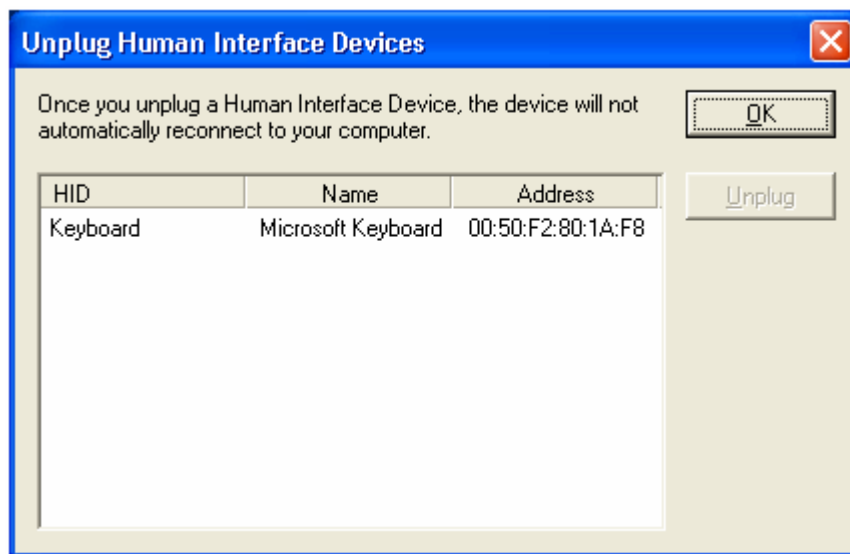 Unplug Human Interface Devices
Once you unplug a Human Interface Device, the device will not
automatically reconnect to your computer.
OK
HID Name Address
Unplug
Keyboard Microsoft Keyboard 00:50:F2:80:1A:F8